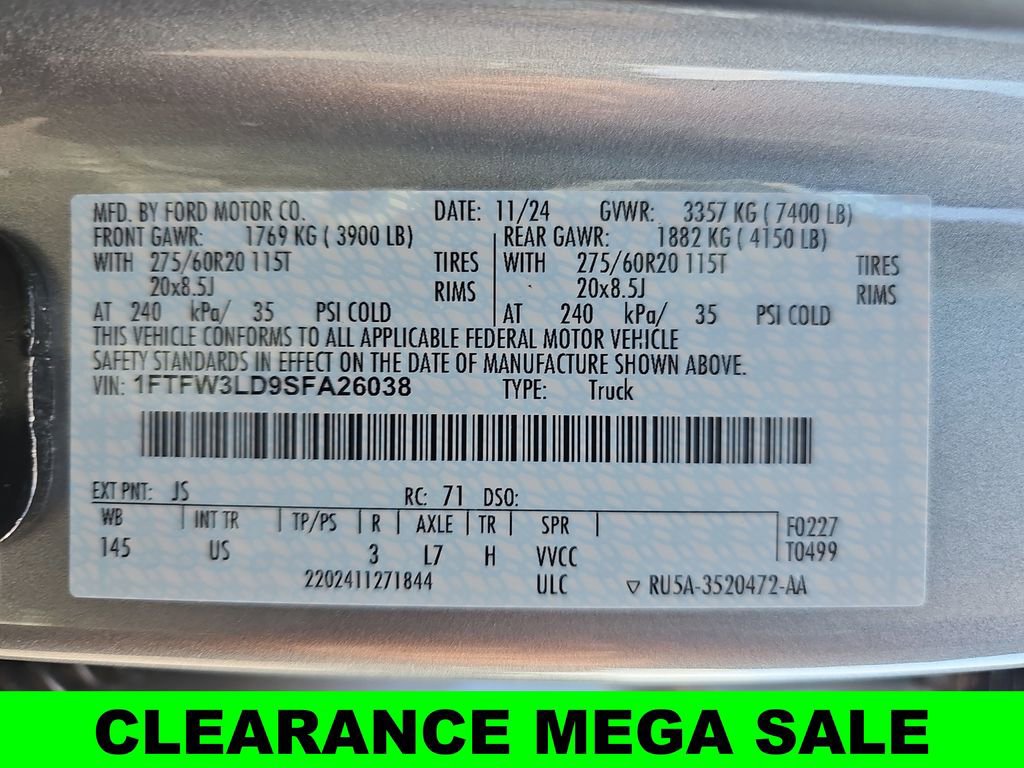 MFD. BY FORD MOTOR CO. DATE: 11/24 GVWR: 3357 KG ( 7400 LB)
FRONT GAWR: 1769 KG ( 3900 LB) REAR GAWR: 1882 KG ( 4150 LB)
WITH 275/60R20 115T TIRES WITH 275/60R20 115T TIRES
20x8.5J RIMS 20x8.5J RIMS
AT 240 kPa/ 35 PSI COLD AT 240 kPa/ 35 PSI COLD
THIS VEHICLE CONFORMS TO ALL APPLICABLE FEDERAL MOTOR VEHICLE
SAFETY STANDARDS IN EFFECT ON THE DATE OF MANUFACTURE SHOWN ABOVE.
VIN: 1FTFW3LD9SFA26038 TYPE: Truck
EXT PNT: JS RC: 71 DSO:
WB INT TR TP/PS R AXLE TR SPR F0227
145 US 3 L7 H VVCC T0499
2202411271844 ULC ▽ RU5A-3520472-AA
CLEARANCE MEGA SALE